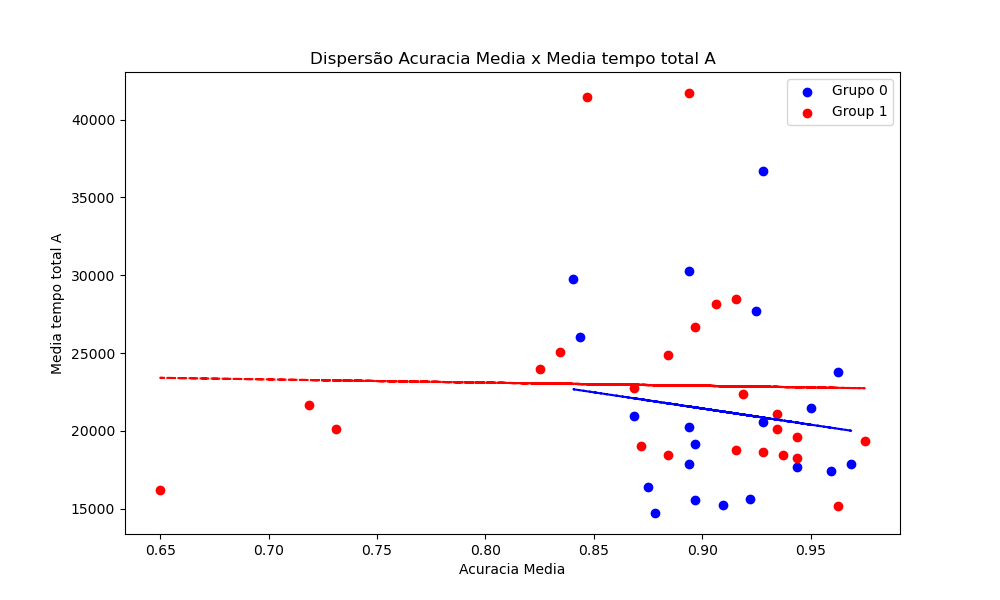 Dispersão Acuracia Media x Media tempo total A
Grupo 0
Group 1
Media tempo total A
40000
35000
30000
25000
20000
15000
0.65 0.70 0.75 0.80 0.85 0.90 0.95
Acuracia Media